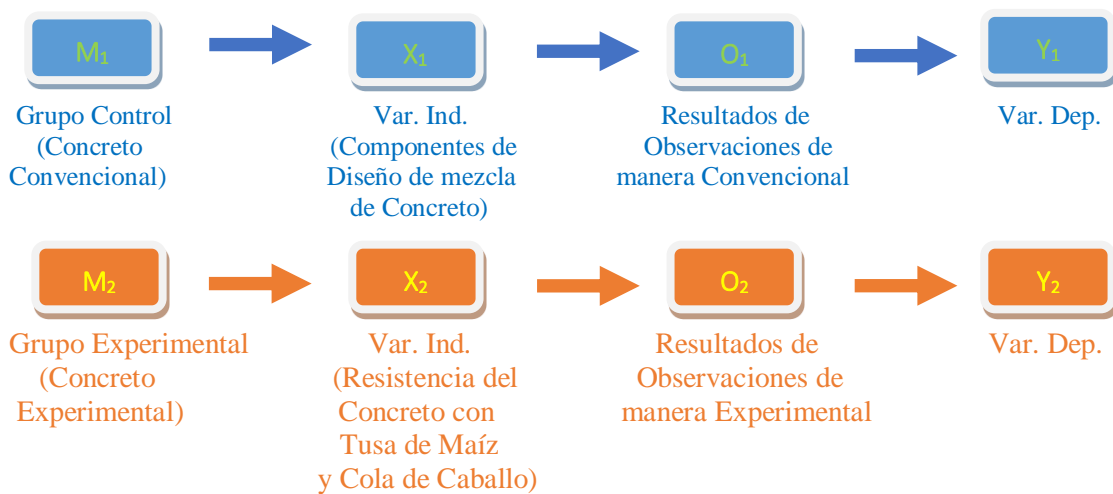 M₁
X₁
O₁
Y₁
Grupo Control
(Concreto
Convencional)
Var. Ind.
(Componentes de
Diseño de mezcla
de Concreto)
Resultados de
Observaciones de
manera Convencional
Var. Dep.
M₂
X₂
O₂
Y₂
Grupo Experimental
(Concreto
Experimental)
Var. Ind.
(Resistencia del
Concreto con
Tusa de Maíz
y Cola de Caballo)
Resultados de
Observaciones de
manera Experimental
Var. Dep.